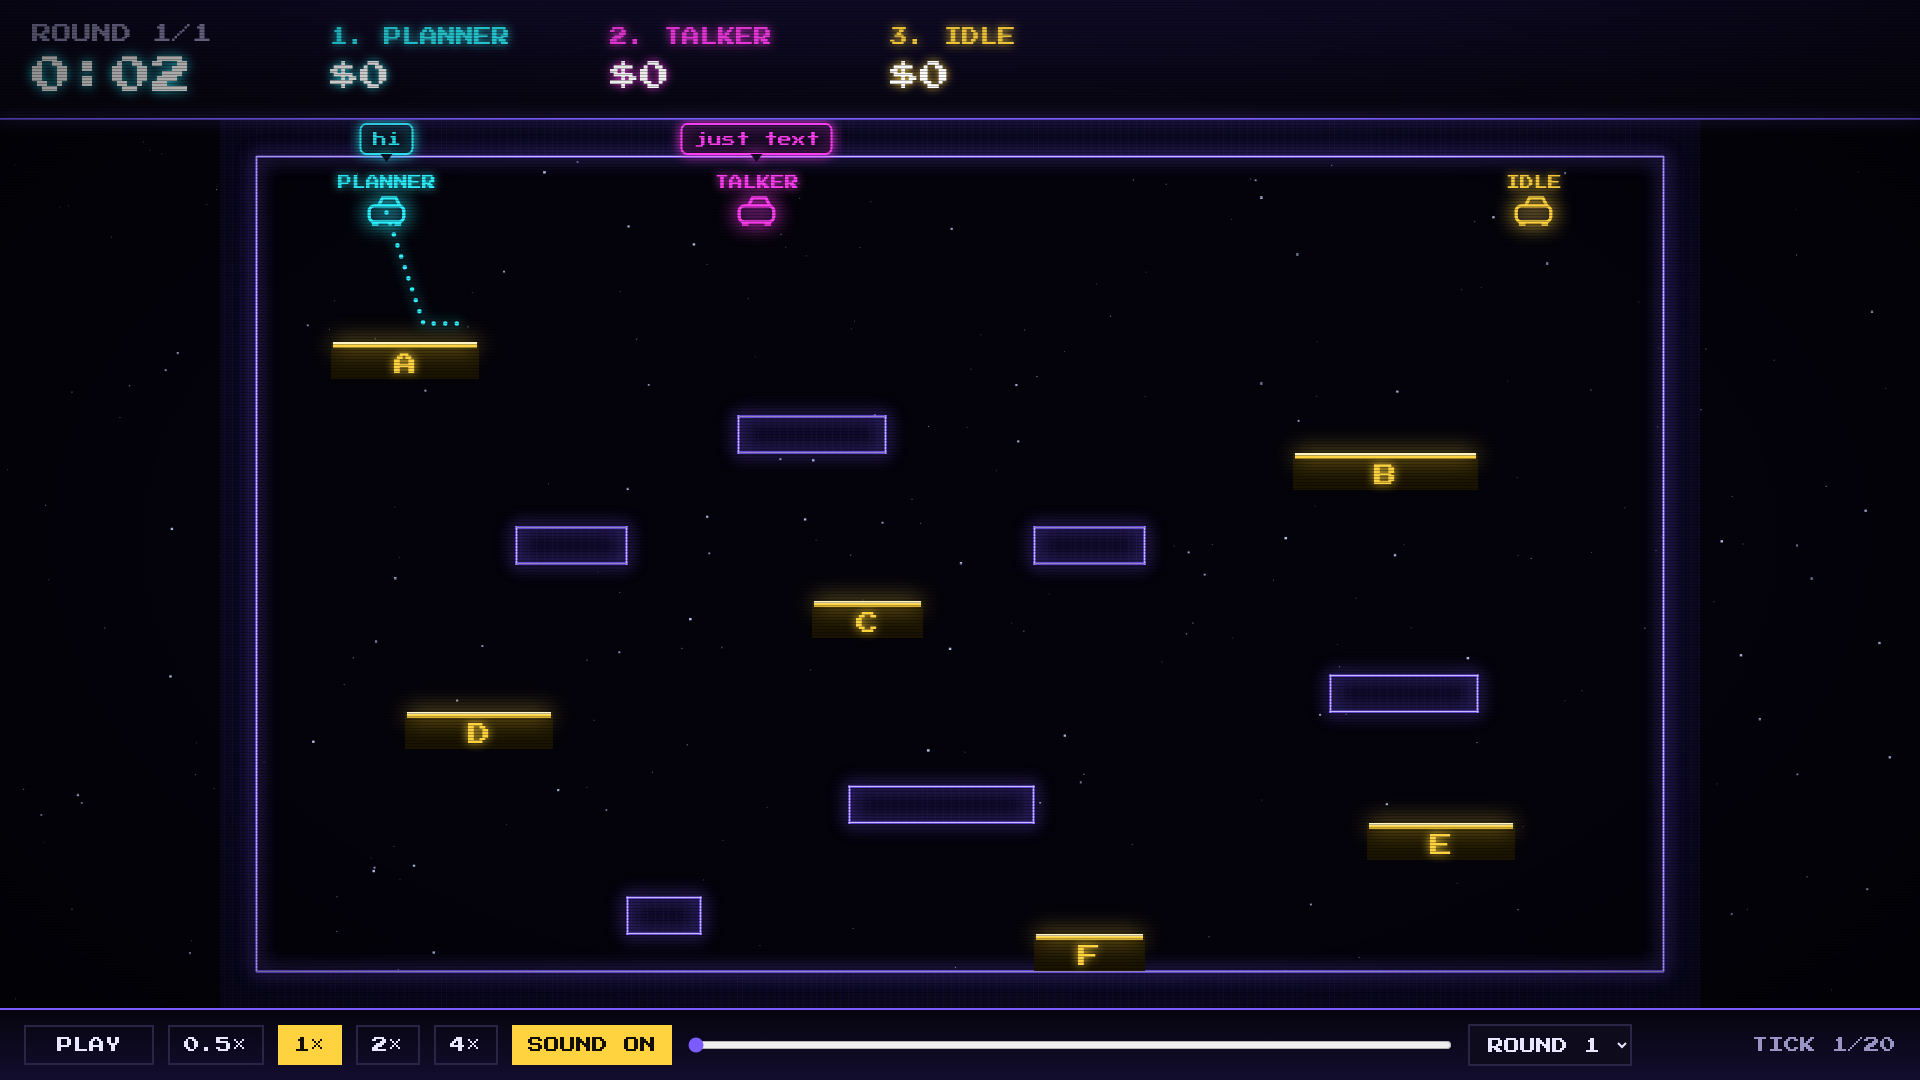 ROUND 1/1
0:02
1. PLANNER
$0
2. TALKER
$0
3. IDLE
$0
hi
just text
PLANNER
TALKER
IDLE
A
B
C
D
E
F
PLAY
0.5×
1×
2×
4×
SOUND ON
ROUND 1
TICK 1/20